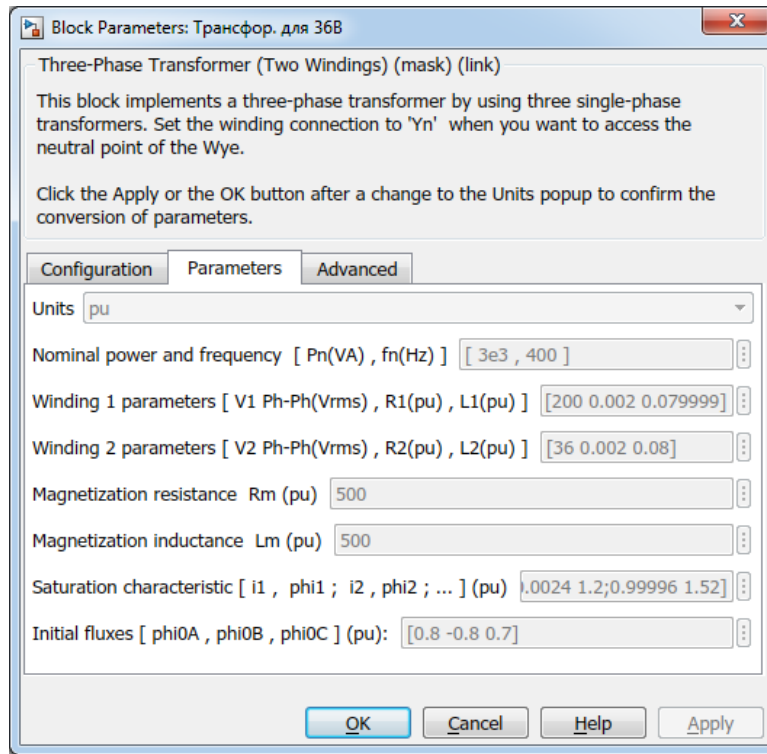 Block Parameters: Трансфор. для 36В
Three-Phase Transformer (Two Windings) (mask) (link)
This block implements a three-phase transformer by using three single-phase
transformers. Set the winding connection to 'Yn' when you want to access the
neutral point of the Wye.
Click the Apply or the OK button after a change to the Units popup to confirm the
conversion of parameters.
Configuration Parameters Advanced
Units pu
Nominal power and frequency [ Pn(VA) , fn(Hz) ] [ 3e3 , 400 ]
Winding 1 parameters [ V1 Ph-Ph(Vrms) , R1(pu) , L1(pu) ] [200 0.002 0.079999]
Winding 2 parameters [ V2 Ph-Ph(Vrms) , R2(pu) , L2(pu) ] [36 0.002 0.08]
Magnetization resistance Rm (pu) 500
Magnetization inductance Lm (pu) 500
Saturation characteristic [ i1 , phi1 ; i2 , phi2 ; ... ] (pu) .0024 1.2;0.99996 1.52]
Initial fluxes [ phi0A , phi0B , phi0C ] (pu): [0.8 -0.8 0.7]
OK Cancel Help Apply